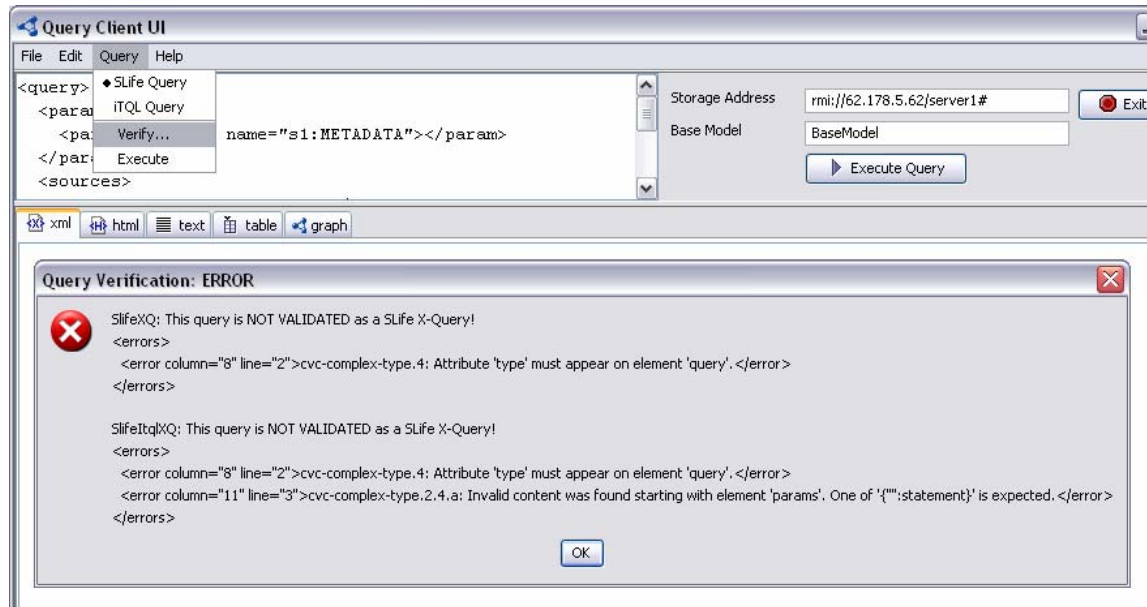 Query Client UI
File Edit Query Help
<query>
<para
<pa name="s1:METADATA"></param>
</par
<sources>
SLife Query
iTQL Query
Verify...
Execute
Storage Address rmi://62.178.5.62/server1#
Exit
Base Model BaseModel
Execute Query
xml html text table graph
Query Verification: ERROR
SlifeXQ: This query is NOT VALIDATED as a SLife X-Query!
<errors>
<error column="8" line="2">cvc-complex-type.4: Attribute 'type' must appear on element 'query'.</error>
</errors>
SlifeItqlXQ: This query is NOT VALIDATED as a SLife X-Query!
<errors>
<error column="8" line="2">cvc-complex-type.4: Attribute 'type' must appear on element 'query'.</error>
<error column="11" line="3">cvc-complex-type.2.4.a: Invalid content was found starting with element 'params'. One of '{"":statement}' is expected.</error>
</errors>
OK